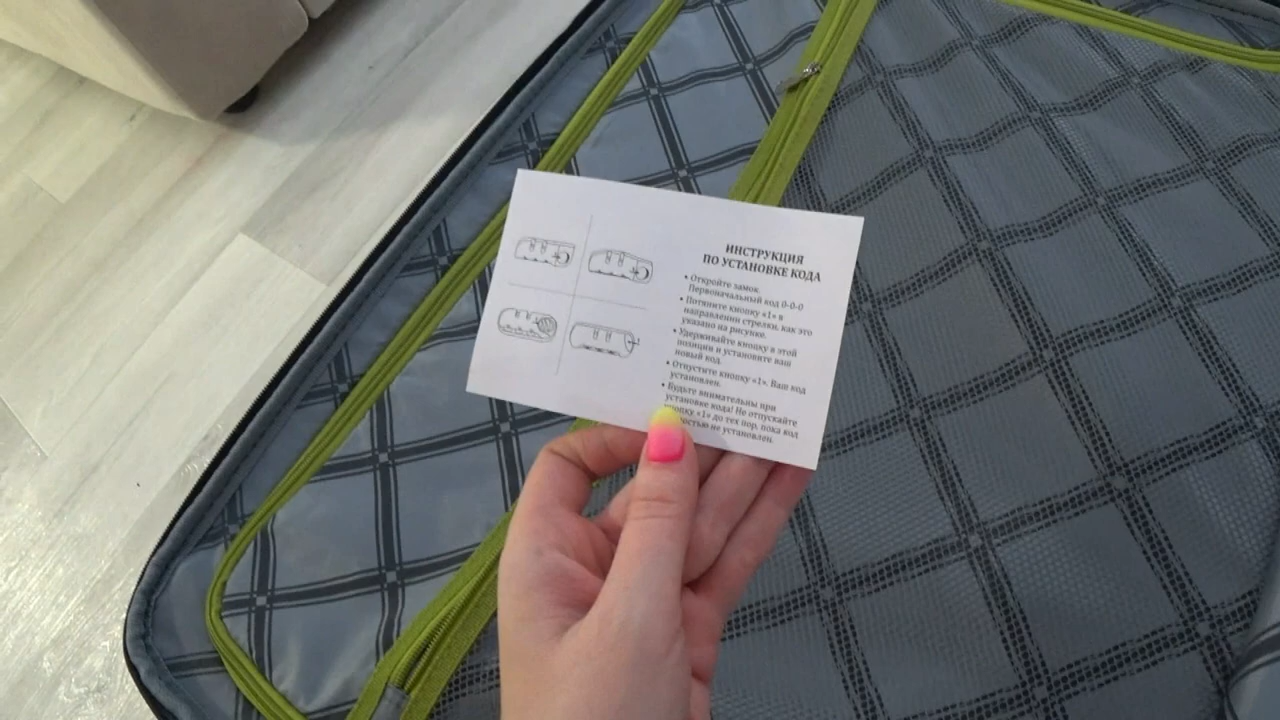 ИНСТРУКЦИЯ
ПО УСТАНОВКЕ КОДА
• Откройте замок.
Первоначальный код 0-0-0
• Потяните кнопку «1» в
направлении стрелки, как это
указано на рисунке.
• Удерживайте кнопку в этой
позиции и установите ваш
новый код.
• Отпустите кнопку «1». Ваш код
установлен.
• Будьте внимательны при
установке кода! Не отпускайте
кнопку «1» до тех пор, пока код
не установлен.